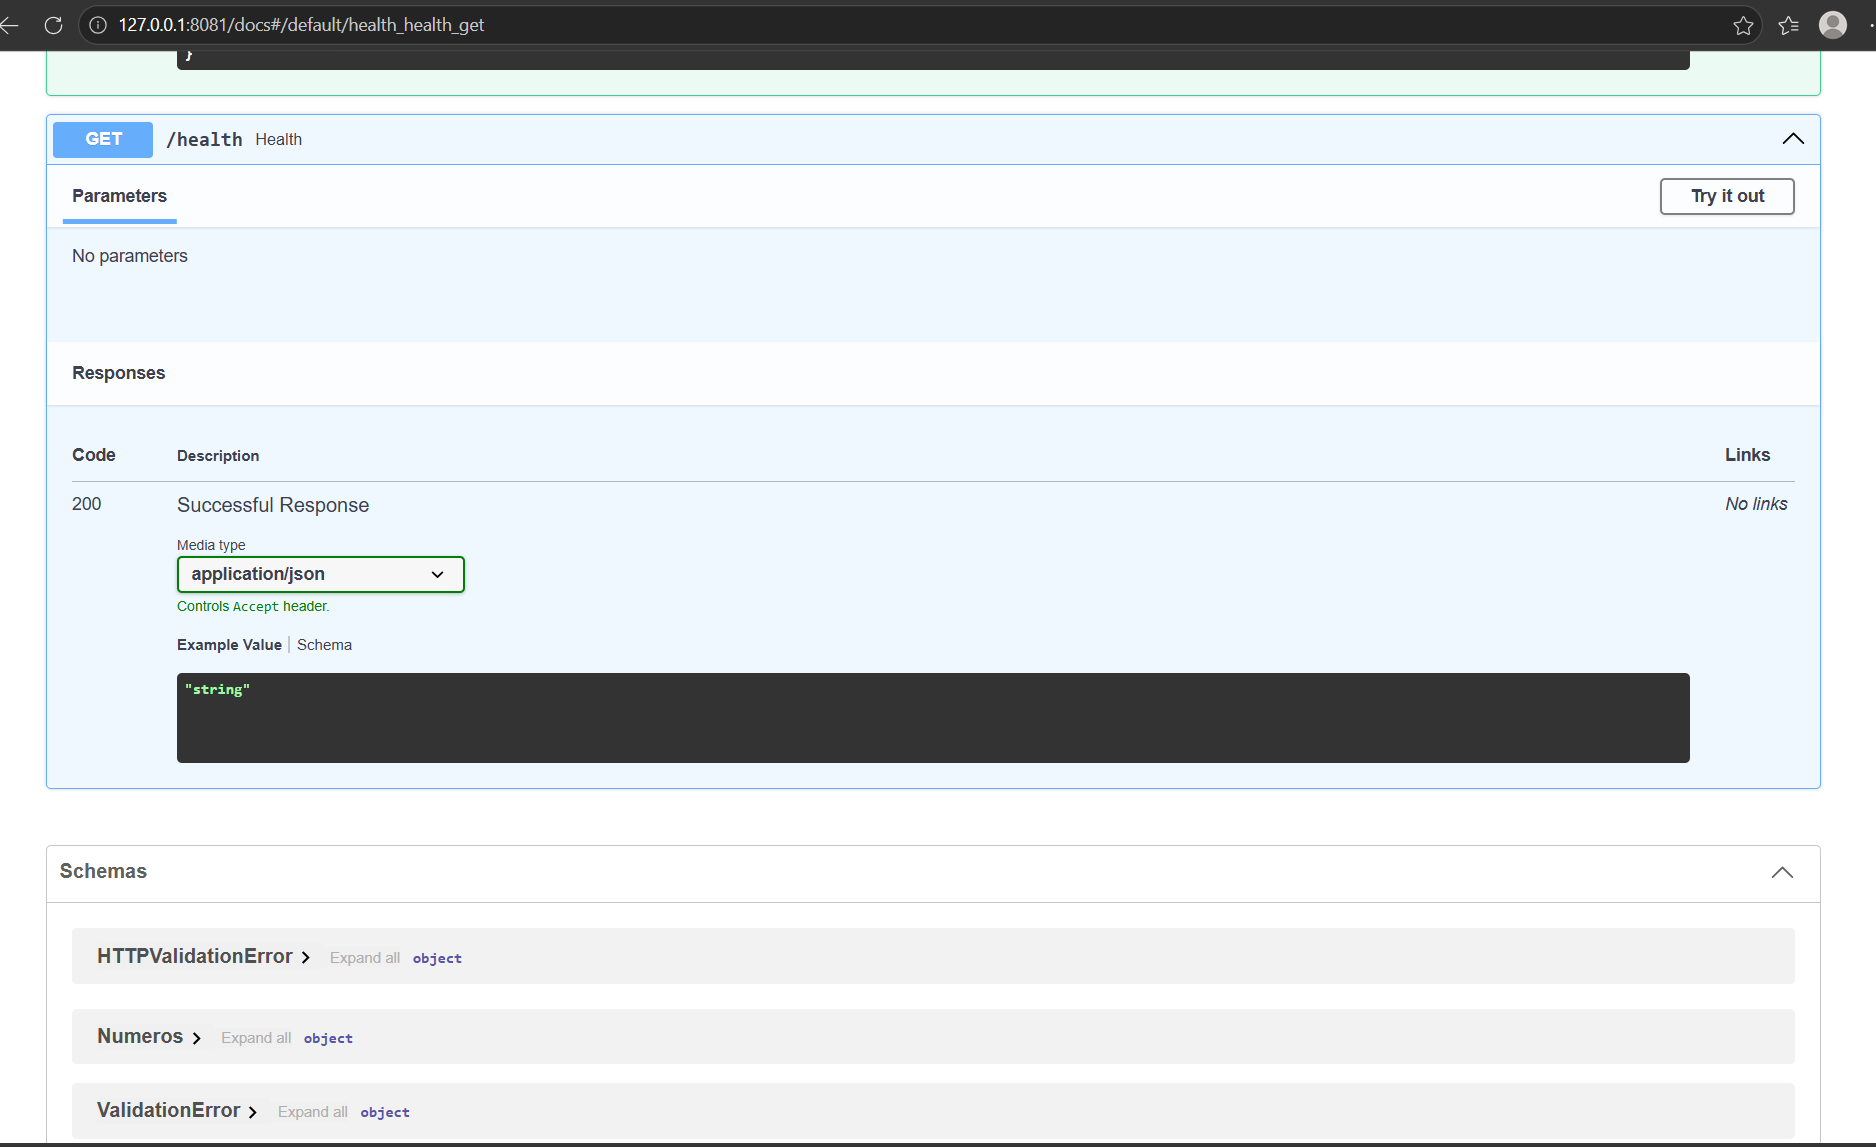 127.0.0.1:8081/docs#/default/health_health_get
}
GET /health Health
Parameters
Try it out
No parameters
Responses
Code Description Links
200 Successful Response No links
Media type
application/json
Controls Accept header.
Example Value | Schema
"string"
Schemas
HTTPValidationError Expand all object
Numeros Expand all object
ValidationError Expand all object